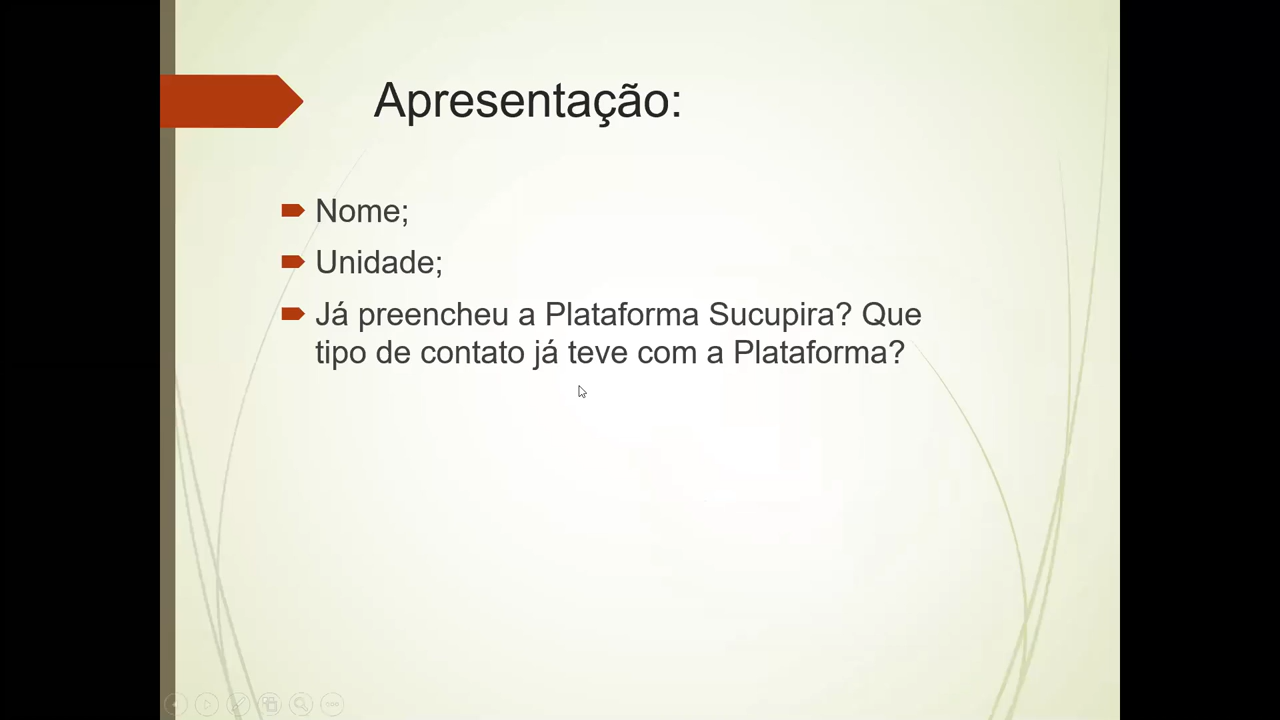 Apresentação:
Nome;
Unidade;
Já preencheu a Plataforma Sucupira? Que
tipo de contato já teve com a Plataforma?